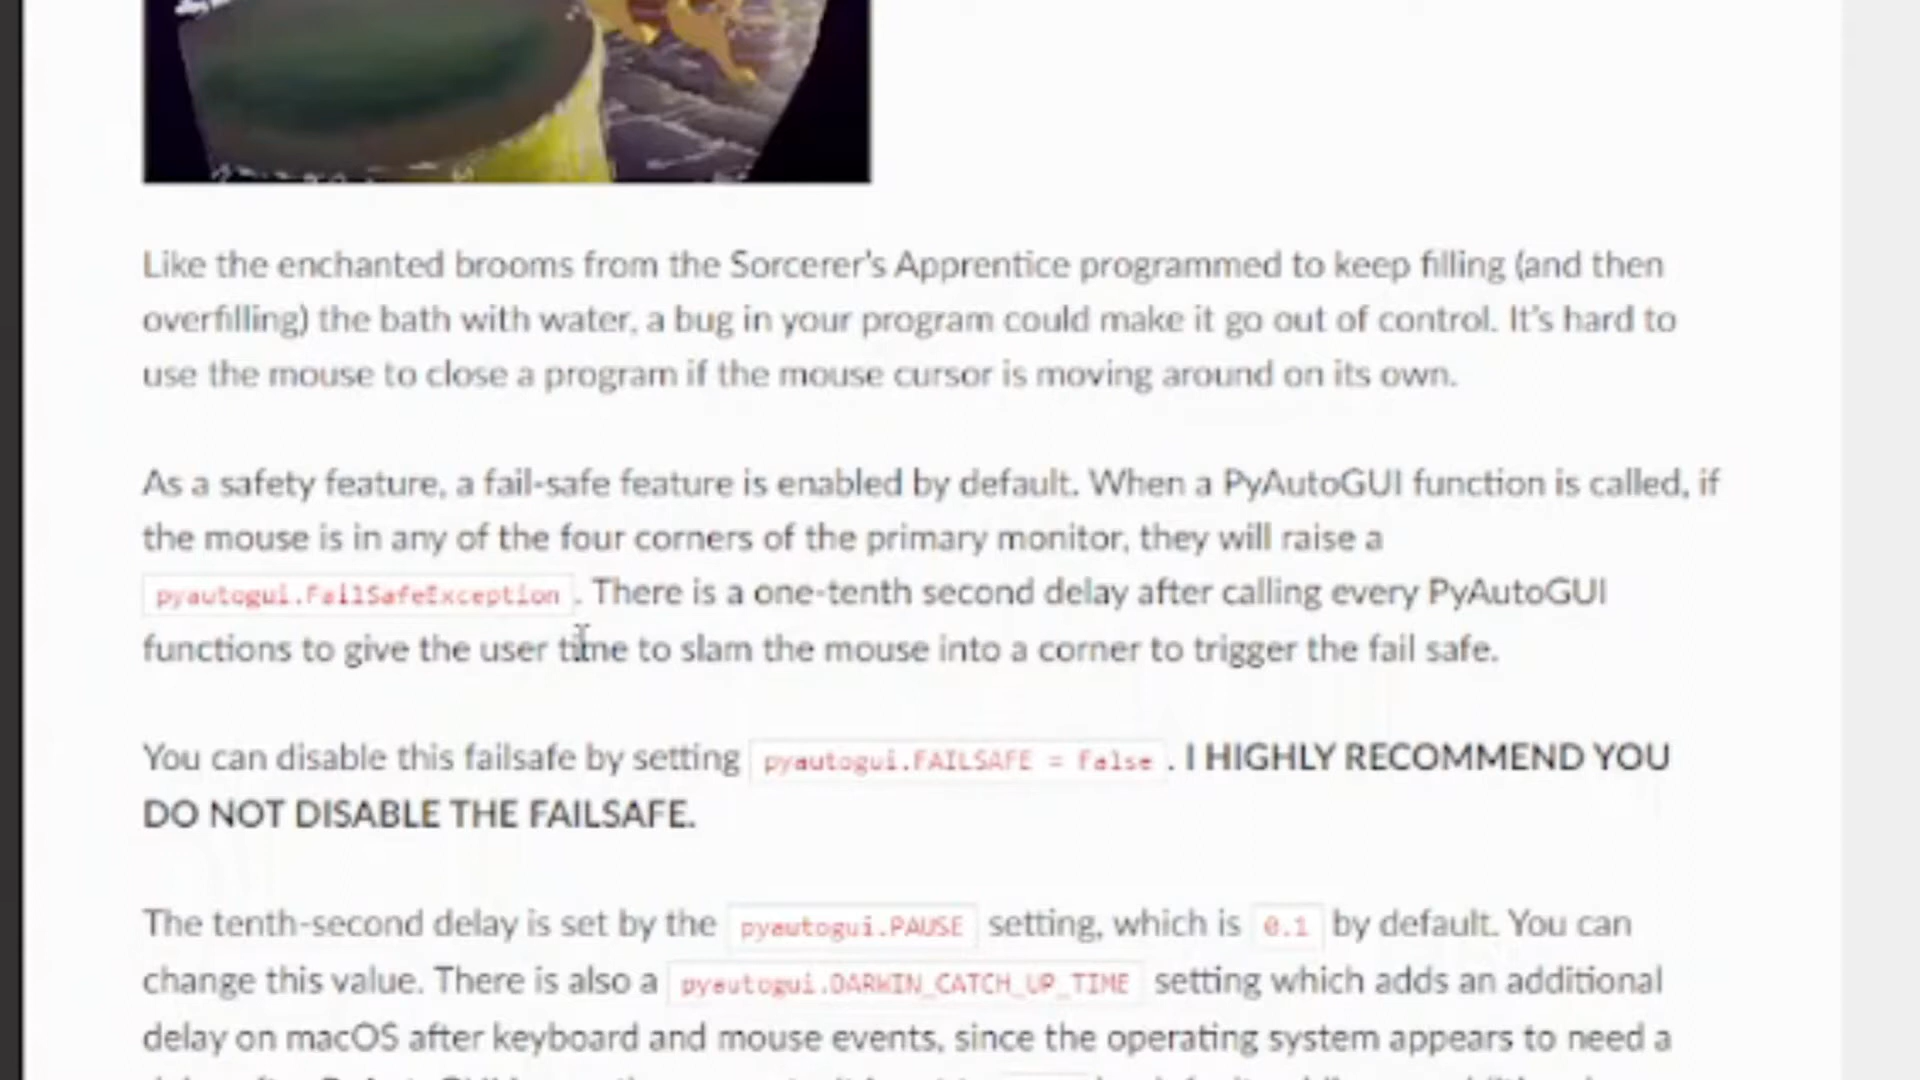 Like the enchanted brooms from the Sorcerer's Apprentice programmed to keep filling (and then
overfilling) the bath with water, a bug in your program could make it go out of control. It's hard to
use the mouse to close a program if the mouse cursor is moving around on its own.
As a safety feature, a fail-safe feature is enabled by default. When a PyAutoGUI function is called, if
the mouse is in any of the four corners of the primary monitor, they will raise a
pyautogui.FailSafeException . There is a one-tenth second delay after calling every PyAutoGUI
functions to give the user time to slam the mouse into a corner to trigger the fail safe.
You can disable this failsafe by setting pyautogui.FAILSAFE = False . I HIGHLY RECOMMEND YOU
DO NOT DISABLE THE FAILSAFE.
The tenth-second delay is set by the pyautogui.PAUSE setting, which is 0.1 by default. You can
change this value. There is also a pyautogui.DARWIN_CATCH_UP_TIME setting which adds an additional
delay on macOS after keyboard and mouse events, since the operating system appears to need a